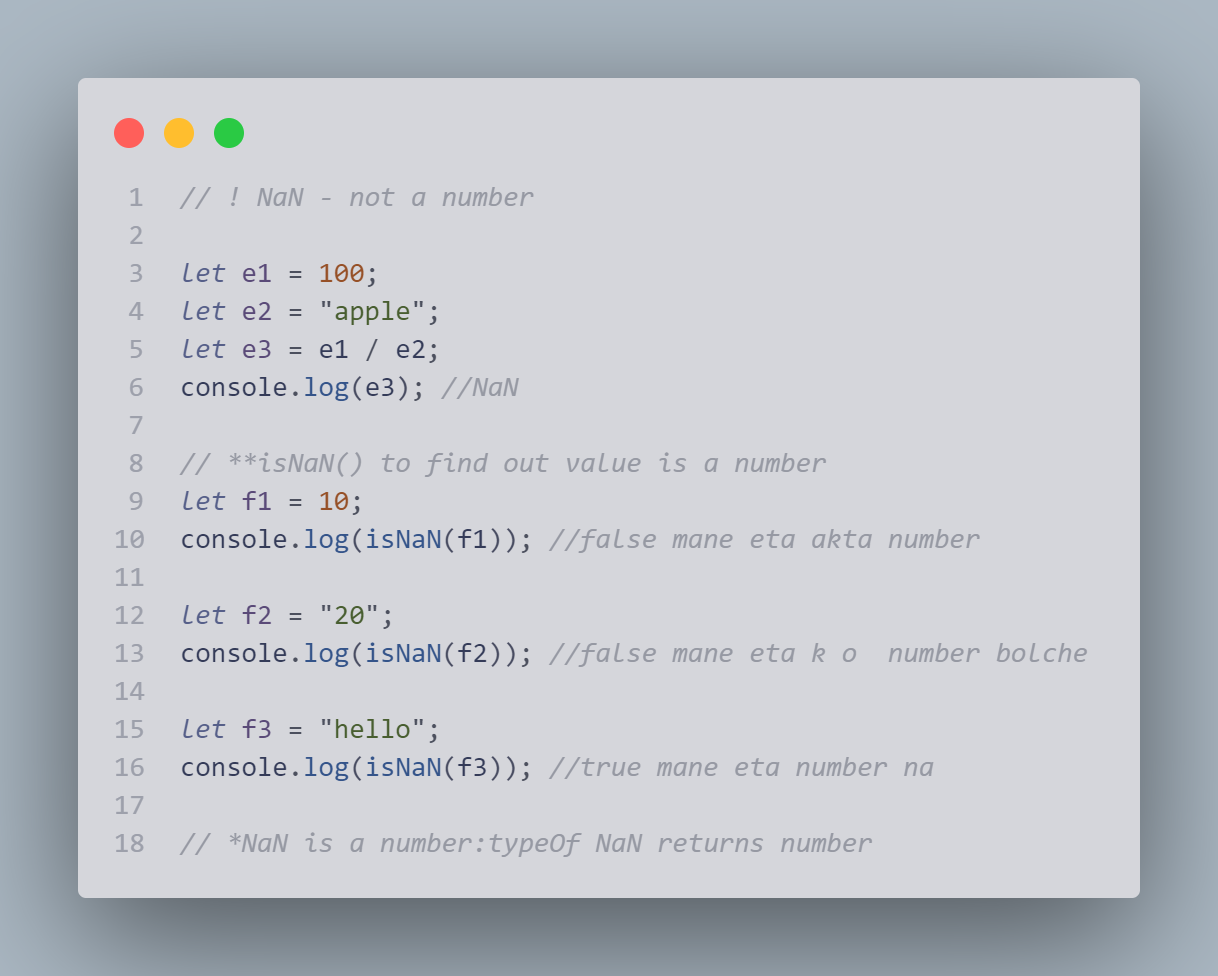 1 // ! NaN - not a number
2
3 let e1 = 100;
4 let e2 = "apple";
5 let e3 = e1 / e2;
6 console.log(e3); //NaN
7
8 // **isNaN() to find out value is a number
9 let f1 = 10;
10 console.log(isNaN(f1)); //false mane eta akta number
11
12 let f2 = "20";
13 console.log(isNaN(f2)); //false mane eta k o  number bolche
14
15 let f3 = "hello";
16 console.log(isNaN(f3)); //true mane eta number na
17
18 // *NaN is a number:typeOf NaN returns number